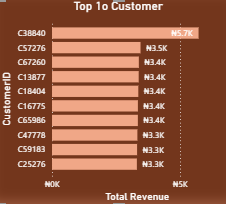 Top 1o Customer
CustomerID
C38840 ₦5.7K
C57276 ₦3.5K
C67260 ₦3.4K
C13877 ₦3.4K
C18404 ₦3.4K
C16775 ₦3.4K
C65986 ₦3.4K
C47778 ₦3.3K
C59183 ₦3.3K
C25276 ₦3.3K
₦0K ₦5K
Total Revenue